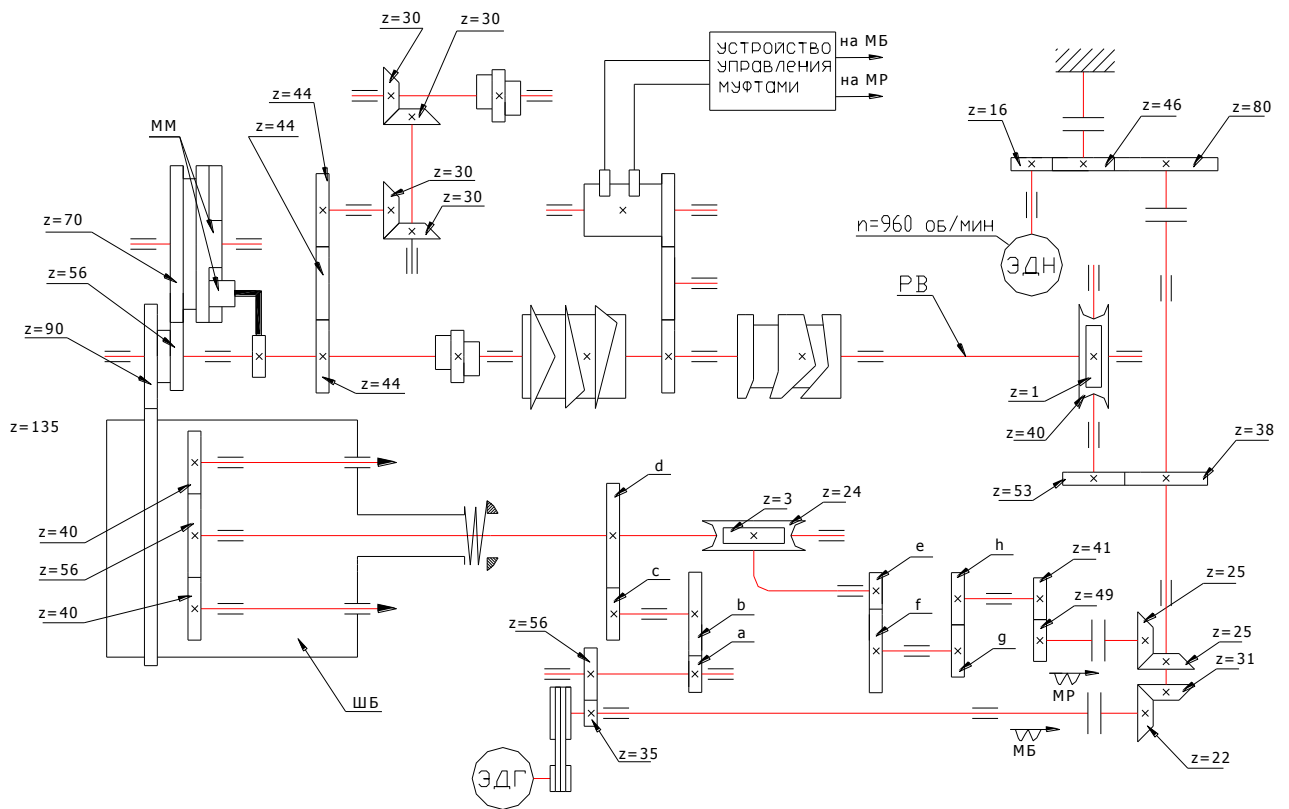 z=30
z=30
УСТРОЙСТВО
УПРАВЛЕНИЯ
МУФТАМИ
на МБ
на МР
z=44
z=44
ММ
z=16
z=46
z=80
z=30
z=30
z=70
z=56
z=90
n=960 ОБ/МИН
ЭДН
РВ
z=1
z=40
z=44
z=135
z=38
z=53
d
z=3
z=24
z=40
z=56
z=40
c
b
a
e
f
h
g
z=41
z=49
z=25
z=25
z=31
МР
z=56
ШБ
z=35
МБ
z=22
ЭДГ